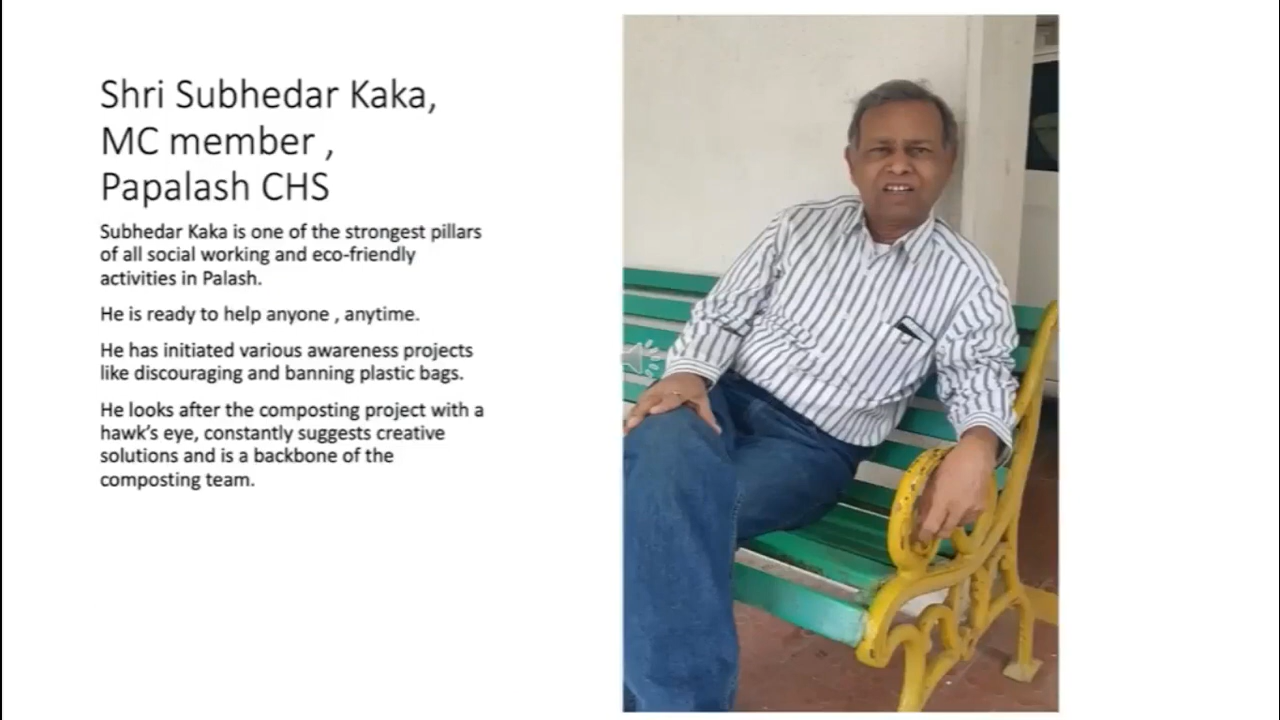 Shri Subhedar Kaka,
MC member ,
Papalash CHS
Subhedar Kaka is one of the strongest pillars
of all social working and eco-friendly
activities in Palash.
He is ready to help anyone , anytime.
He has initiated various awareness projects
like discouraging and banning plastic bags.
He looks after the composting project with a
hawk’s eye, constantly suggests creative
solutions and is a backbone of the
composting team.